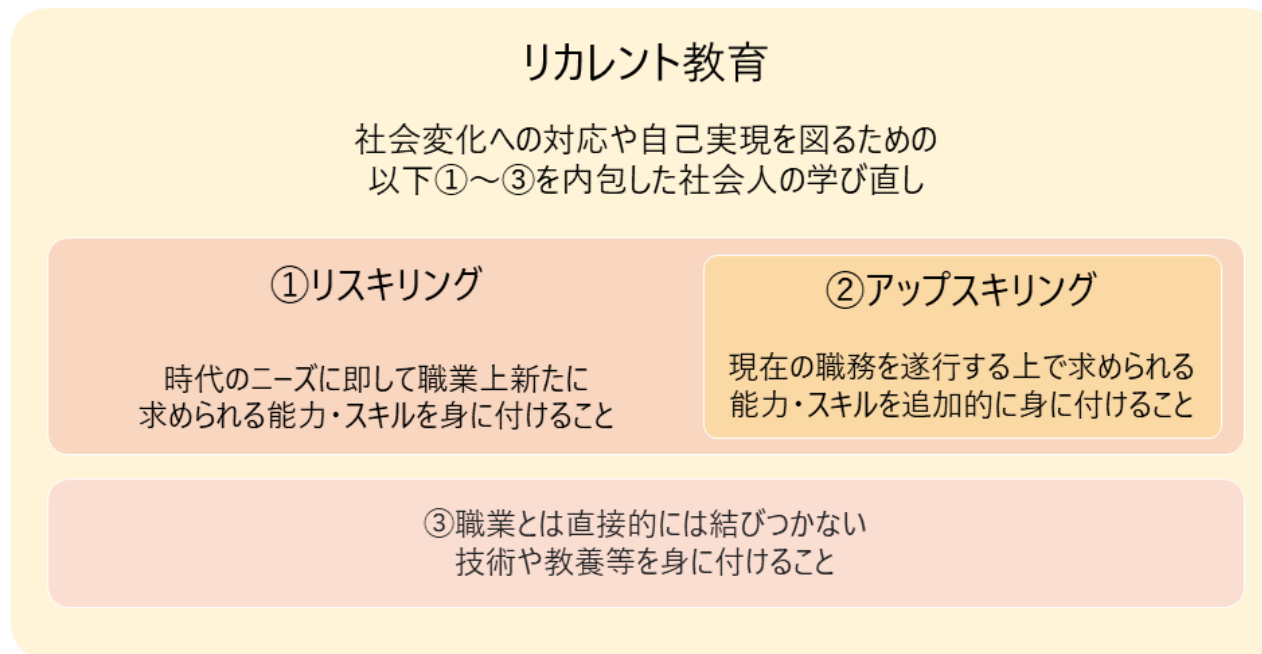 リカレント教育
社会変化への対応や自己実現を図るための
以下①～③を内包した社会人の学び直し
①リスキリング
時代のニーズに即して職業上新たに
求められる能力・スキルを身に付けること
②アップスキリング
現在の職務を遂行する上で求められる
能力・スキルを追加的に身に付けること
③職業とは直接的には結びつかない
技術や教養等を身に付けること